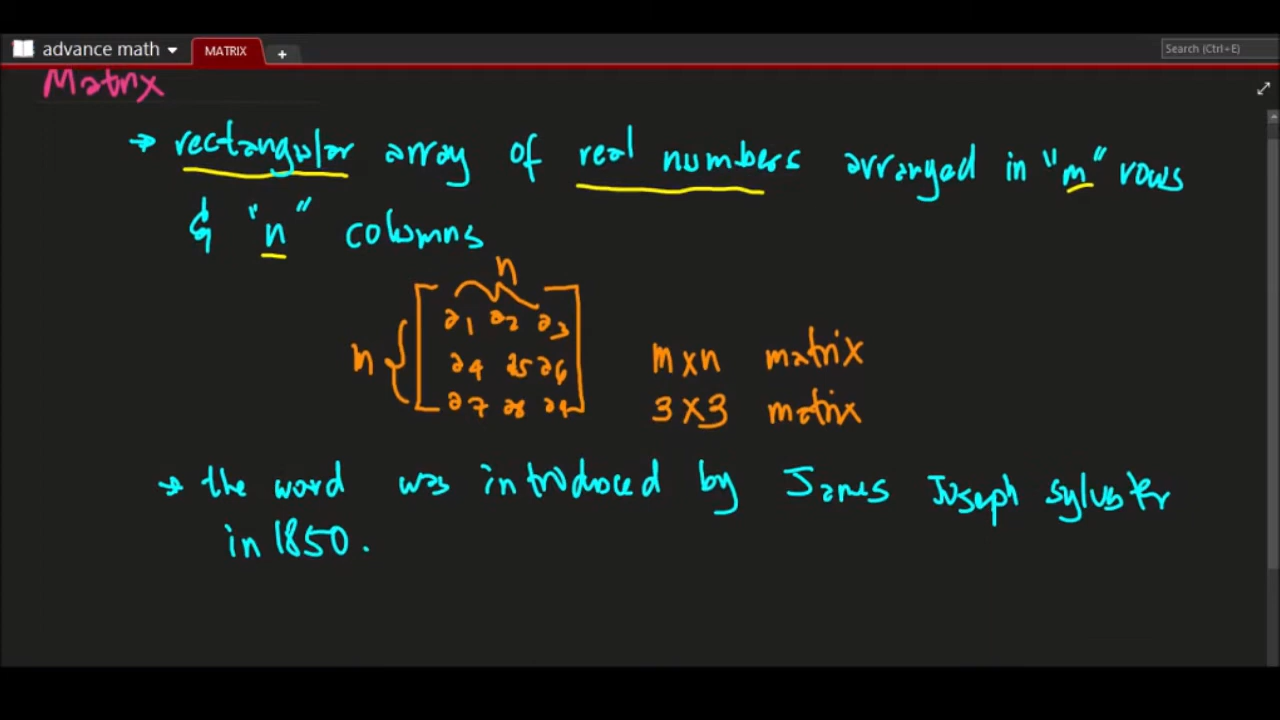 advance math
MATRIX
Search (Ctrl+E)
Matrix
→ rectangular array of real numbers arranged in "m" rows
& "n" columns
n
m { [ a1 a2 a3
a4 a5 a6
a7 a8 a9 ]
mxn matrix
3x3 matrix
→ the word was introduced by James Joseph sylvester
in 1850.